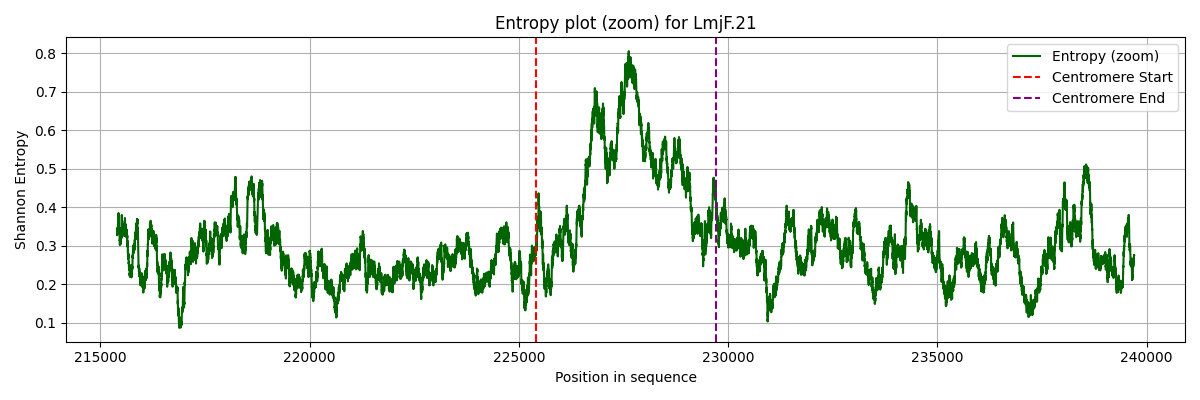 Entropy plot (zoom) for LmjF.21
Entropy (zoom)
Centromere Start
Centromere End
Shannon Entropy
0.8
0.7
0.6
0.5
0.4
0.3
0.2
0.1
215000 220000 225000 230000 235000 240000
Position in sequence